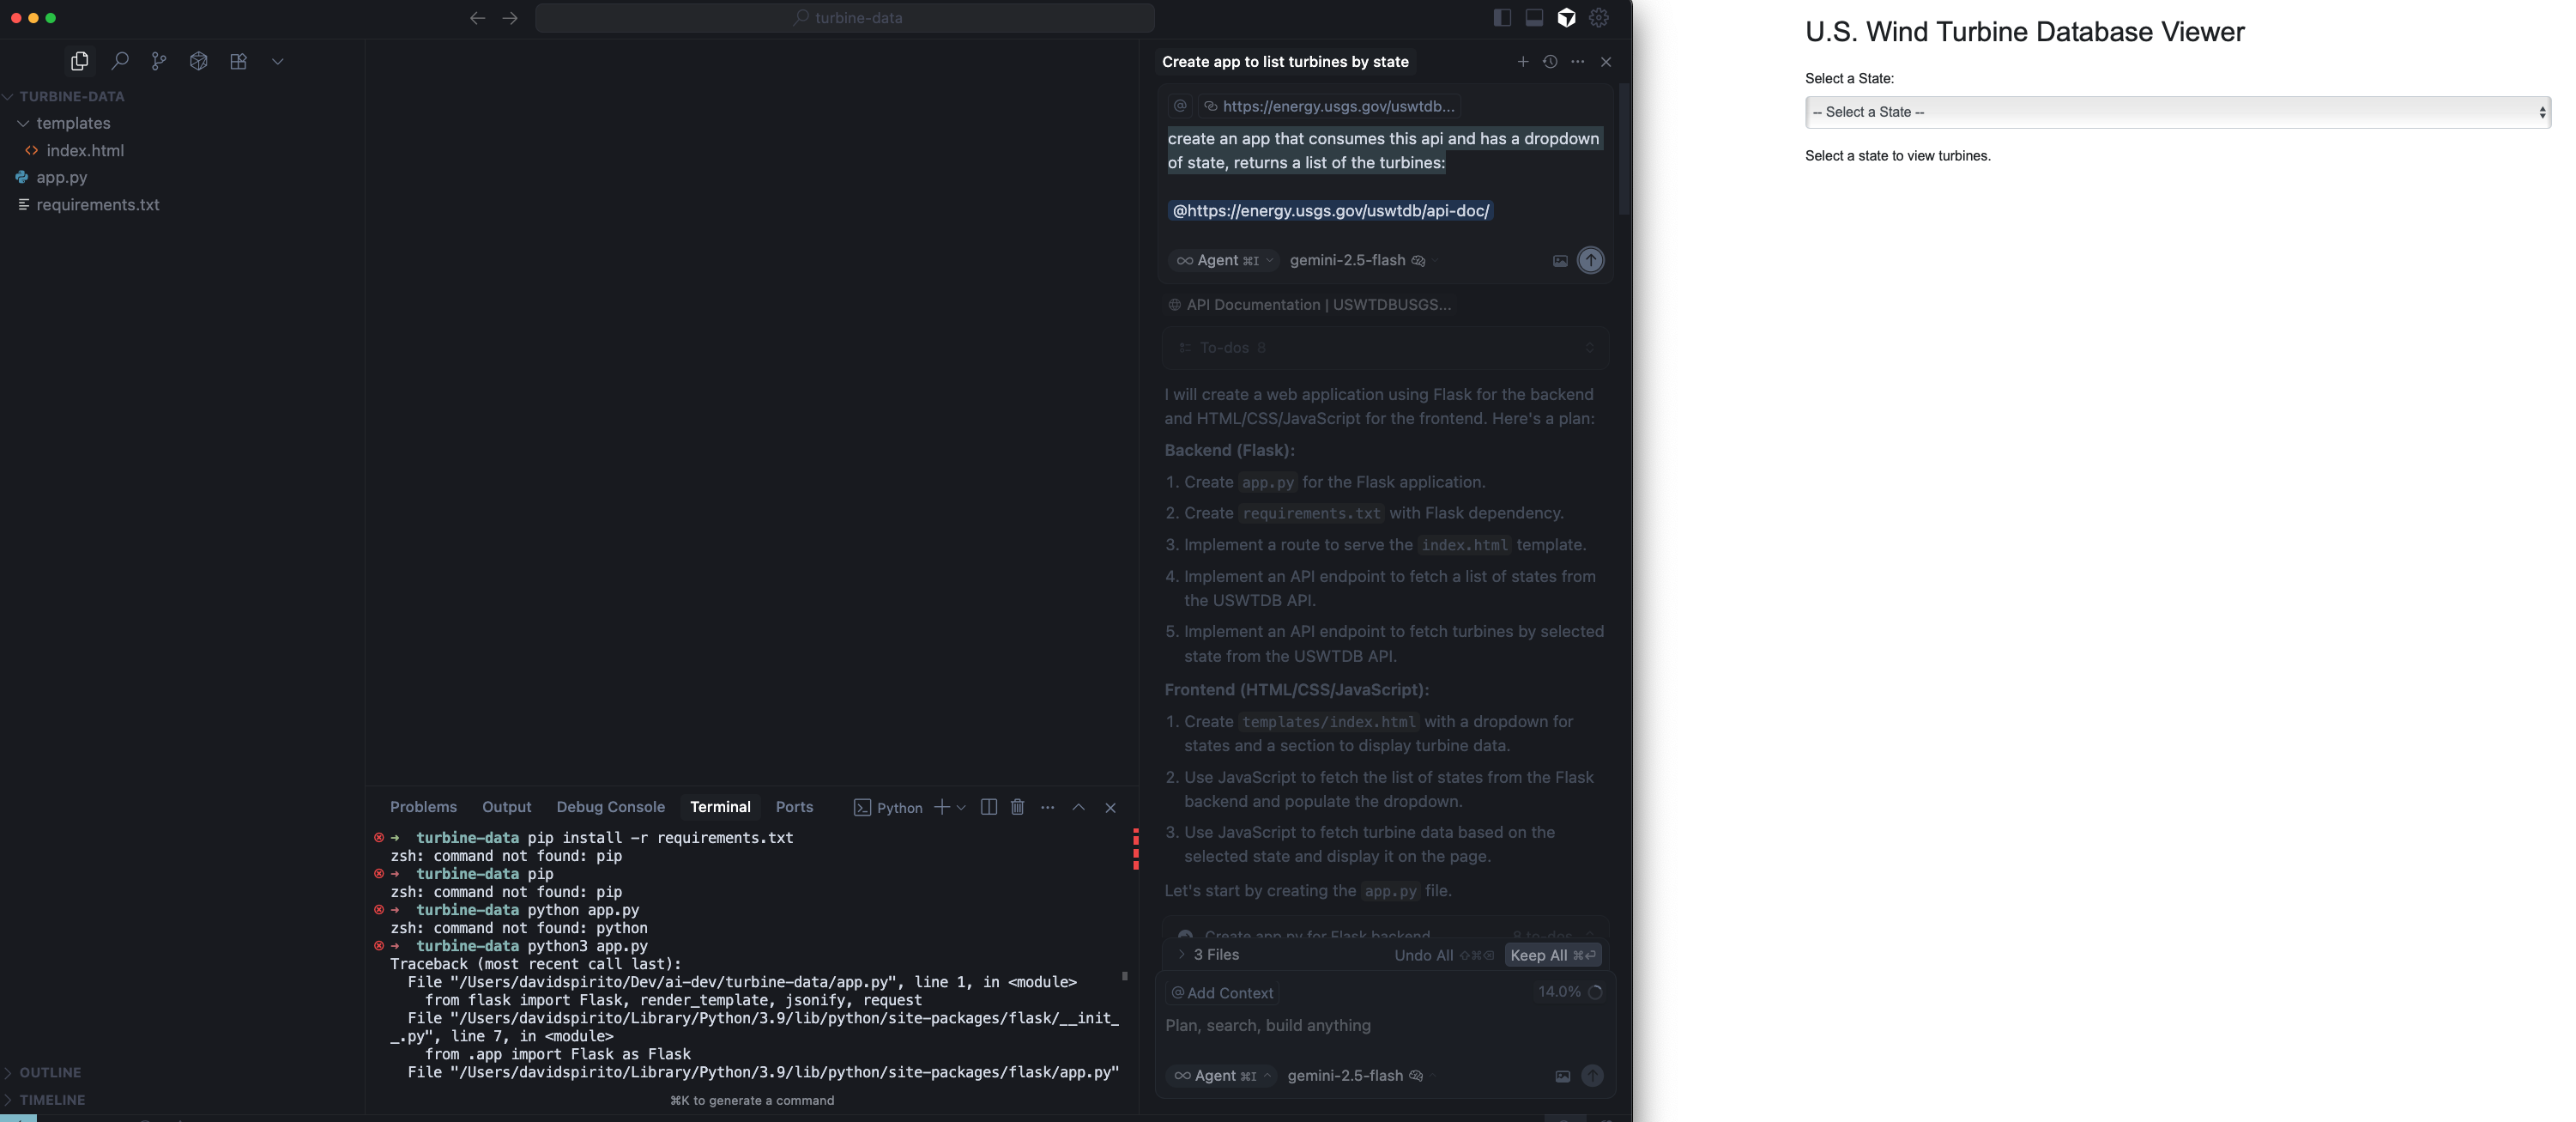 turbine-data
TURBINE-DATA
templates
index.html
app.py
requirements.txt
OUTLINE
TIMELINE
Problems Output Debug Console Terminal Ports Python
turbine-data pip install -r requirements.txt
zsh: command not found: pip
turbine-data pip
zsh: command not found: pip
turbine-data python app.py
zsh: command not found: python
turbine-data python3 app.py
Traceback (most recent call last):
File "/Users/davidspirito/Dev/ai-dev/turbine-data/app.py", line 1, in <module>
from flask import Flask, render_template, jsonify, request
File "/Users/davidspirito/Library/Python/3.9/lib/python/site-packages/flask/__init_
_.py", line 7, in <module>
from .app import Flask as Flask
File "/Users/davidspirito/Library/Python/3.9/lib/python/site-packages/flask/app.py"
⌘K to generate a command
Create app to list turbines by state
@ https://energy.usgs.gov/uswtdb...
create an app that consumes this api and has a dropdown
of state, returns a list of the turbines:
@https://energy.usgs.gov/uswtdb/api-doc/
Agent ⌘I gemini-2.5-flash
API Documentation | USWTDBUSGS...
To-dos 8
I will create a web application using Flask for the backend
and HTML/CSS/JavaScript for the frontend. Here's a plan:
Backend (Flask):
1. Create app.py for the Flask application.
2. Create requirements.txt with Flask dependency.
3. Implement a route to serve the index.html template.
4. Implement an API endpoint to fetch a list of states from
the USWTDB API.
5. Implement an API endpoint to fetch turbines by selected
state from the USWTDB API.
Frontend (HTML/CSS/JavaScript):
1. Create templates/index.html with a dropdown for
states and a section to display turbine data.
2. Use JavaScript to fetch the list of states from the Flask
backend and populate the dropdown.
3. Use JavaScript to fetch turbine data based on the
selected state and display it on the page.
Let's start by creating the app.py file.
Create app.py for Flask backend 8 to-dos
3 Files Undo All ⇧⌘⌫ Keep All ⌘⏎
@ Add Context 14.0%
Plan, search, build anything
Agent ⌘I gemini-2.5-flash
U.S. Wind Turbine Database Viewer
Select a State:
-- Select a State --
Select a state to view turbines.